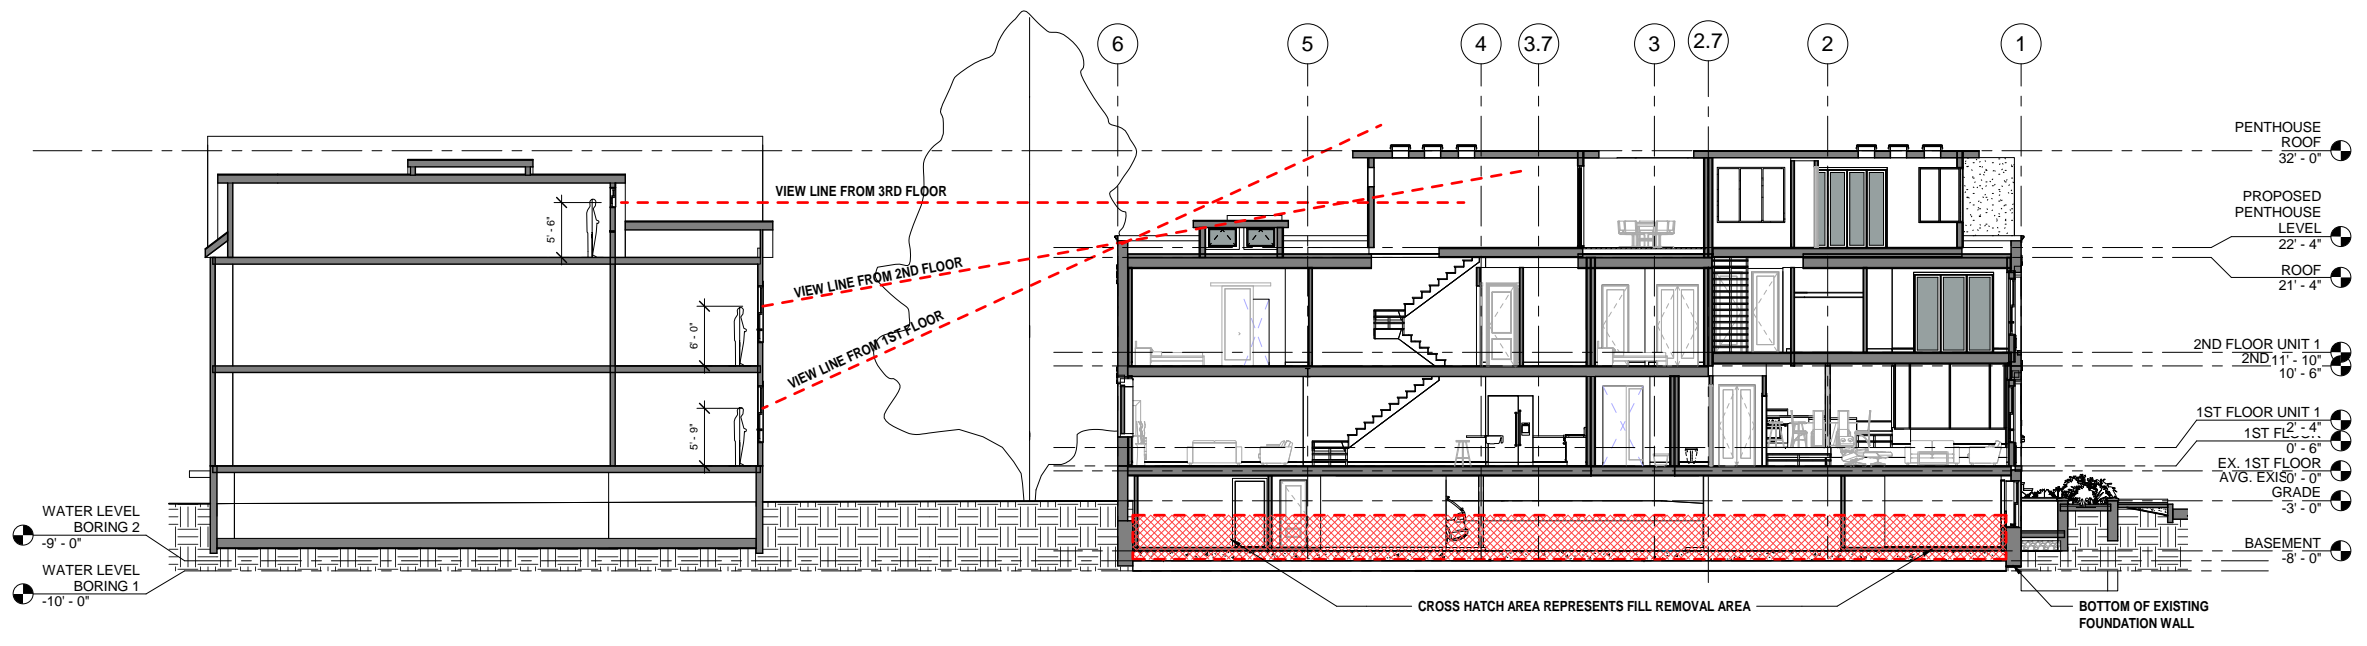 6
5
4
3.7
3
2.7
2
1
PENTHOUSE
ROOF
32' - 0"
PROPOSED
PENTHOUSE
LEVEL
22' - 4"
ROOF
21' - 4"
2ND FLOOR UNIT 1
11' - 10"
2ND
10' - 6"
1ST FLOOR UNIT 1
2' - 4"
1ST FLOOR
0' - 6"
EX. 1ST FLOOR
0' - 0"
AVG. EXIS
GRADE
-3' - 0"
BASEMENT
-8' - 0"
VIEW LINE FROM 3RD FLOOR
VIEW LINE FROM 2ND FLOOR
VIEW LINE FROM 1ST FLOOR
5' - 6"
6' - 0"
5' - 9"
WATER LEVEL
BORING 2
-9' - 0"
WATER LEVEL
BORING 1
-10' - 0"
CROSS HATCH AREA REPRESENTS FILL REMOVAL AREA
BOTTOM OF EXISTING
FOUNDATION WALL